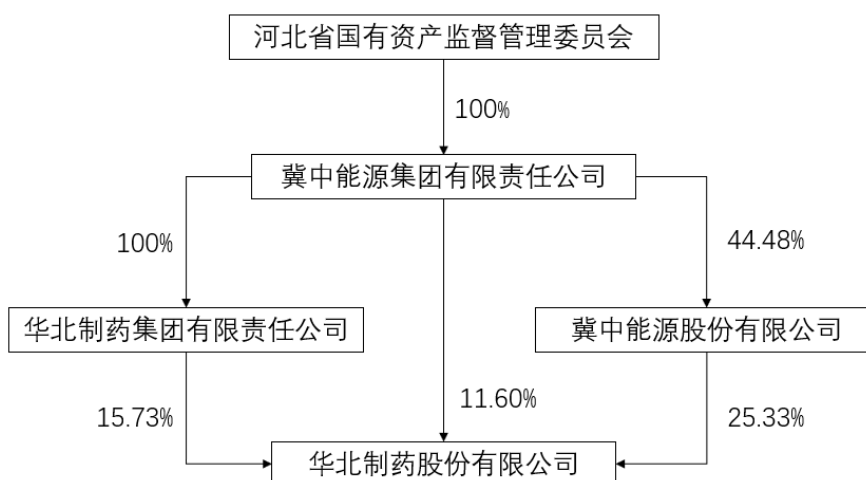 河北省国有资产监督管理委员会
100%
冀中能源集团有限责任公司
100%
44.48%
华北制药集团有限责任公司
冀中能源股份有限公司
15.73%
11.60%
25.33%
华北制药股份有限公司